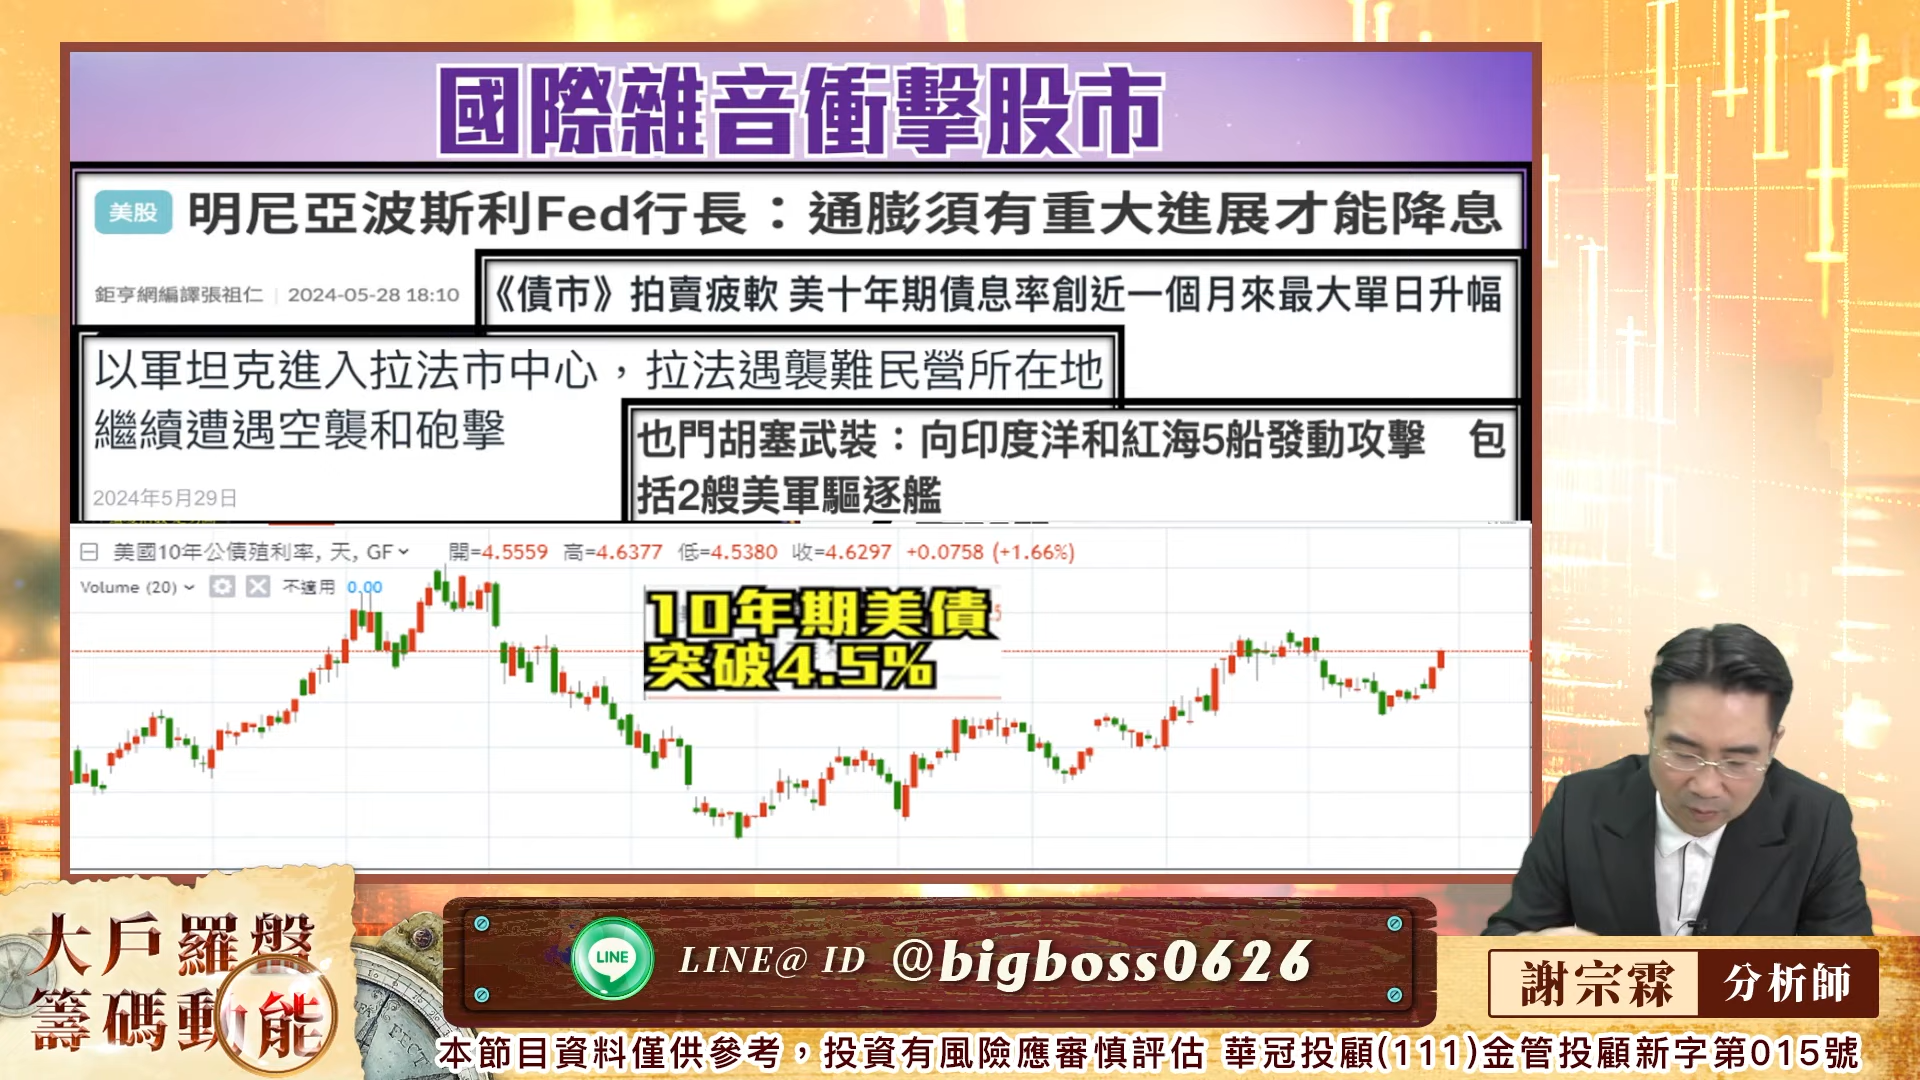 國際雜音衝擊股市
美股 明尼亞波斯利Fed行長：通膨須有重大進展才能降息
鉅亨網編譯張祖仁 | 2024-05-28 18:10
《債市》拍賣疲軟 美十年期債息率創近一個月來最大單日升幅
以軍坦克進入拉法市中心，拉法遇襲難民營所在地
繼續遭遇空襲和砲擊
2024年5月29日
也門胡塞武裝：向印度洋和紅海5船發動攻擊 包
括2艘美軍驅逐艦
美國10年公債殖利率, 天, GF 開=4.5559 高=4.6377 低=4.5380 收=4.6297 +0.0758 (+1.66%)
Volume (20) 不適用 0.00
10年期美債
突破4.5%
大戶羅盤
籌碼動能
LINE LINE@ ID @bigboss0626
謝宗霖 分析師
本節目資料僅供參考，投資有風險應審慎評估 華冠投顧(111)金管投顧新字第015號